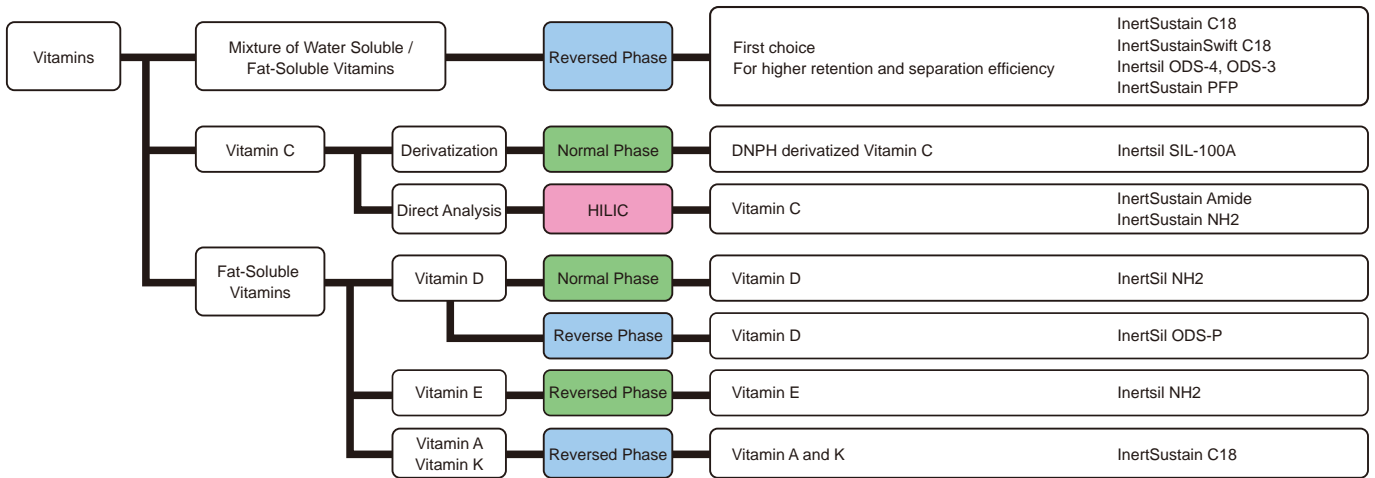 Vitamins
Mixture of Water Soluble /
Fat-Soluble Vitamins
Reversed Phase
First choice
For higher retention and separation efficiency
InertSustain C18
InertSustainSwift C18
Inertsil ODS-4, ODS-3
InertSustain PFP
Vitamin C
Derivatization
Normal Phase
DNPH derivatized Vitamin C
Inertsil SIL-100A
Direct Analysis
HILIC
Vitamin C
InertSustain Amide
InertSustain NH2
Fat-Soluble
Vitamins
Vitamin D
Normal Phase
Vitamin D
InertSil NH2
Reverse Phase
Vitamin D
InertSil ODS-P
Vitamin E
Reversed Phase
Vitamin E
Inertsil NH2
Vitamin A
Vitamin K
Reversed Phase
Vitamin A and K
InertSustain C18